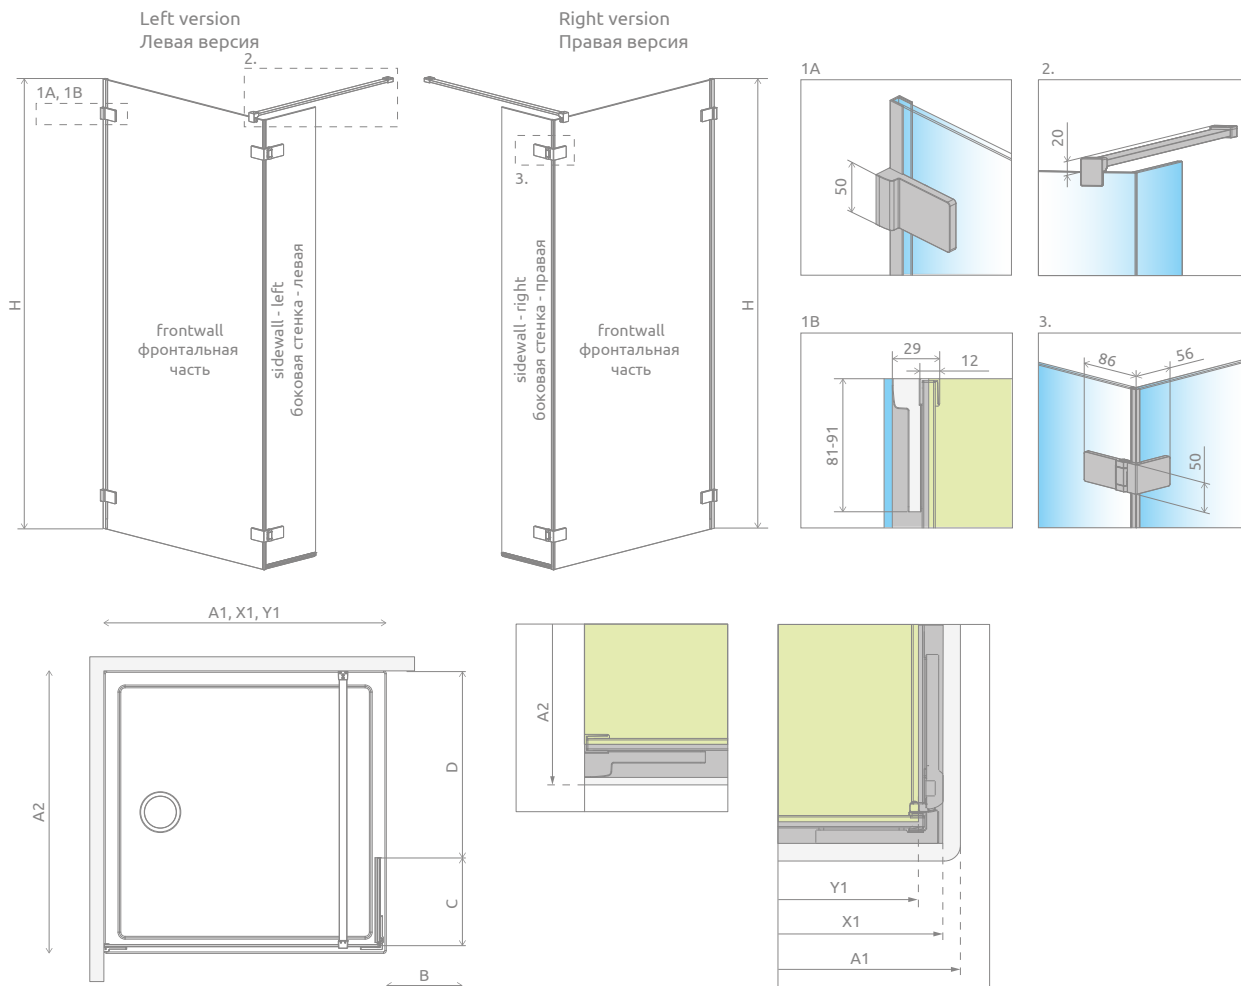 Left version
Левая версия
Right version
Правая версия
2.
1A, 1B
H
frontwall
фронтальная
часть
sidewall - left
боковая стенка - левая
3.
sidewall - right
боковая стенка - правая
frontwall
фронтальная
часть
H
1A
50
2.
20
1B
29
12
81-91
3.
86
56
50
A1, X1, Y1
A2
D
C
B
A2
Y1
X1
A1